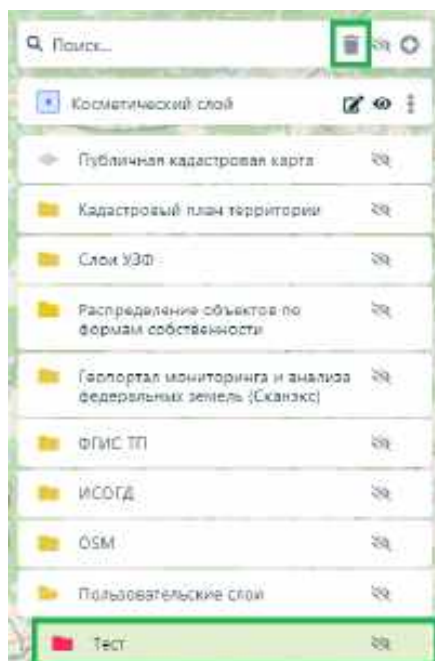 Поиск...
Косметический слой
Публичная кадастровая карта
Кадастровый план территории
Слои УЗФ
Распределение объектов по
формам собственности
Геопортал мониторинга и анализа
федеральных земель (Сканэкс)
ФГИС ТП
ИСОГД
OSM
Пользовательские слои
Тест